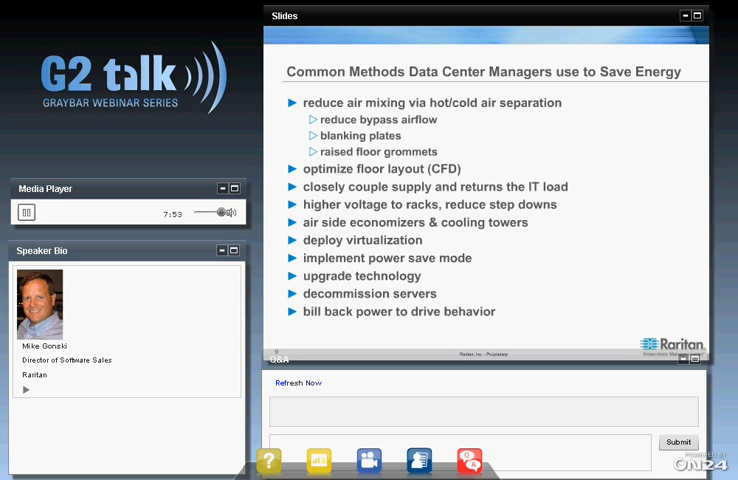 G2 talk
GRAYBAR WEBINAR SERIES
Media Player
7:53
Speaker Bio
Mike Gonski
Director of Software Sales
Raritan
Slides
Common Methods Data Center Managers use to Save Energy
reduce air mixing via hot/cold air separation
reduce bypass airflow
blanking plates
raised floor grommets
optimize floor layout (CFD)
closely couple supply and returns the IT load
higher voltage to racks, reduce step downs
air side economizers & cooling towers
deploy virtualization
implement power save mode
upgrade technology
decommission servers
bill back power to drive behavior
9
Raritan, Inc. - Proprietary
Raritan.
Q&A
Refresh Now
Submit
?
Q A
POWERED BY
ON24